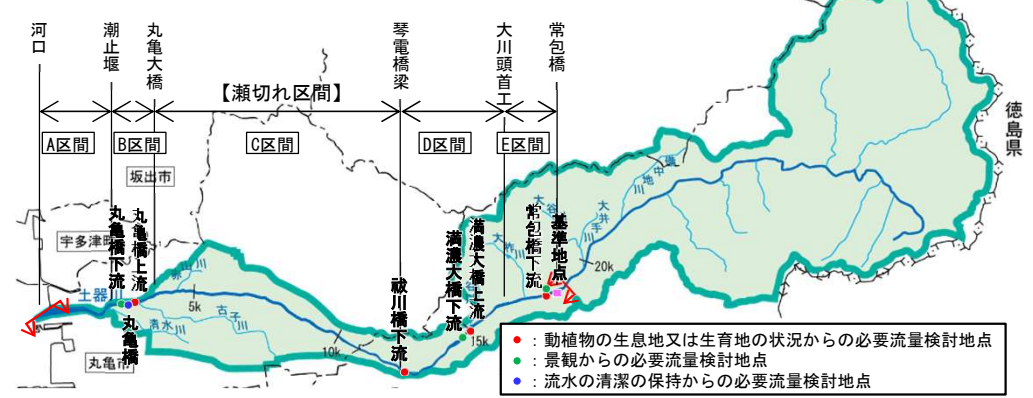 河口
潮止堰
丸亀大橋
琴電橋梁
大川頭首工
常包橋
【瀬切れ区間】
A区間
B区間
C区間
D区間
E区間
徳島県
坂出市
宇多津町
丸亀市
土器川
丸亀橋下流
丸亀橋上流
丸亀橋
清水川
古子川
5k
10k
15k
20k
祓川橋下流
満濃大橋下流
満濃大橋上流
常包橋下流
基準地点
大井手川
：動植物の生息地又は生育地の状況からの必要流量検討地点
：景観からの必要流量検討地点
：流水の清潔の保持からの必要流量検討地点